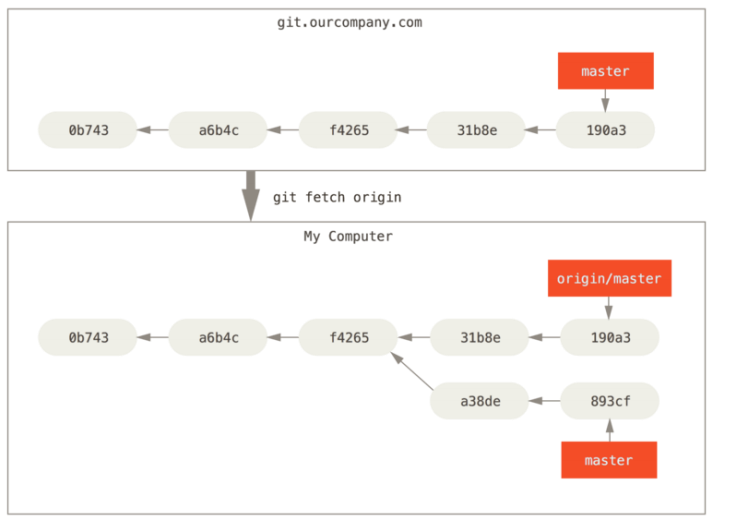 git.ourcompany.com
master
0b743 a6b4c f4265 31b8e 190a3
git fetch origin
My Computer
origin/master
0b743 a6b4c f4265 31b8e 190a3
a38de 893cf
master